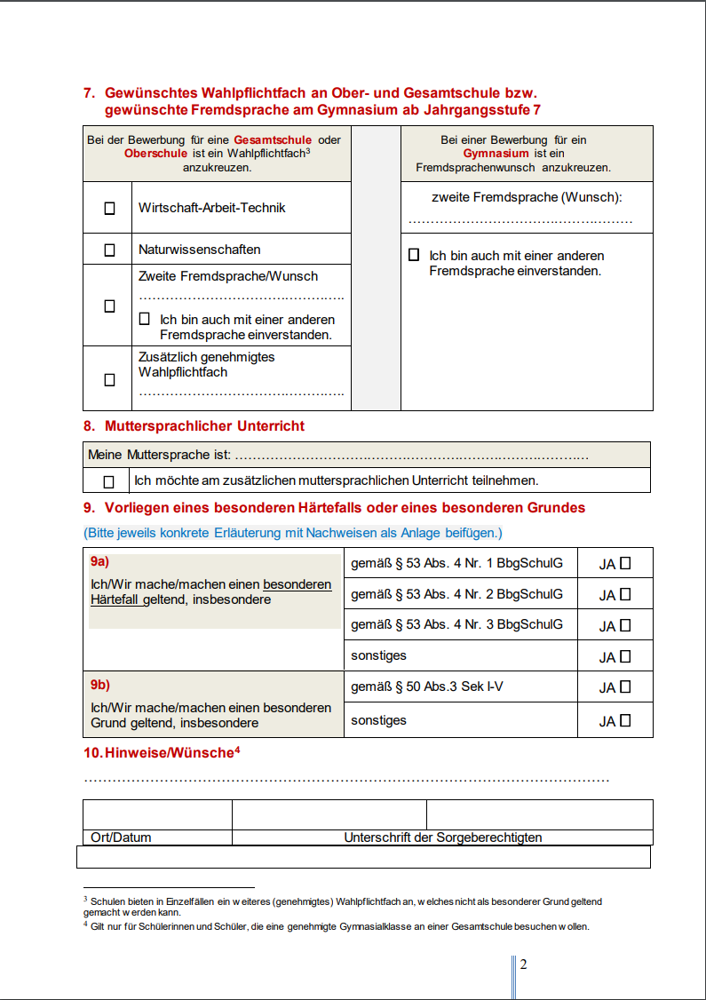 7. Gewünschtes Wahlpflichtfach an Ober- und Gesamtschule bzw.
gewünschte Fremdsprache am Gymnasium ab Jahrgangsstufe 7
Bei der Bewerbung für eine Gesamtschule oder
Oberschule ist ein Wahlpflichtfach³
anzukreuzen.
Bei einer Bewerbung für ein
Gymnasium ist ein
Fremdsprachenwunsch anzukreuzen.
☐ Wirtschaft-Arbeit-Technik
☐ Naturwissenschaften
☐ Zweite Fremdsprache/Wunsch
……………………………………….
☐ Ich bin auch mit einer anderen
Fremdsprache einverstanden.
☐ Zusätzlich genehmigtes
Wahlpflichtfach
……………………………………….
zweite Fremdsprache (Wunsch):
……………………………………………
☐ Ich bin auch mit einer anderen
Fremdsprache einverstanden.
8. Muttersprachlicher Unterricht
Meine Muttersprache ist: ……………………………………………………………………
☐ Ich möchte am zusätzlichen muttersprachlichen Unterricht teilnehmen.
9. Vorliegen eines besonderen Härtefalls oder eines besonderen Grundes
(Bitte jeweils konkrete Erläuterung mit Nachweisen als Anlage beifügen.)
9a)
Ich/Wir mache/machen einen besonderen
Härtefall geltend, insbesondere
gemäß § 53 Abs. 4 Nr. 1 BbgSchulG JA ☐
gemäß § 53 Abs. 4 Nr. 2 BbgSchulG JA ☐
gemäß § 53 Abs. 4 Nr. 3 BbgSchulG JA ☐
sonstiges JA ☐
9b)
Ich/Wir mache/machen einen besonderen
Grund geltend, insbesondere
gemäß § 50 Abs.3 Sek I-V JA ☐
sonstiges JA ☐
10. Hinweise/Wünsche⁴
…………………………………………………………………………………………………
Ort/Datum Unterschrift der Sorgeberechtigten
³ Schulen bieten in Einzelfällen ein weiteres (genehmigtes) Wahlpflichtfach an, welches nicht als besonderer Grund geltend
gemacht werden kann.
⁴ Gilt nur für Schülerinnen und Schüler, die eine genehmigte Gymnasialklasse an einer Gesamtschule besuchen wollen.
2